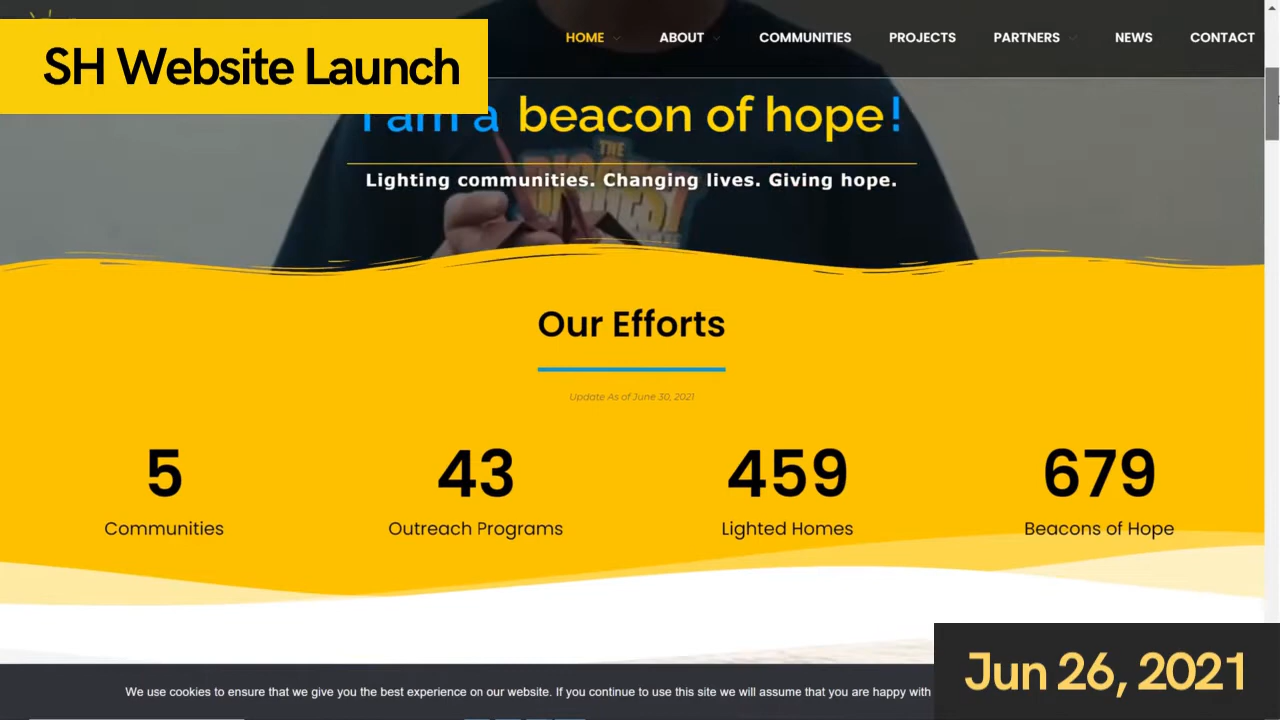 SH Website Launch
HOME
ABOUT
COMMUNITIES
PROJECTS
PARTNERS
NEWS
CONTACT
I am a beacon of hope!
THE
BIGGEST
Lighting communities. Changing lives. Giving hope.
Our Efforts
Update As of June 30, 2021
5
Communities
43
Outreach Programs
459
Lighted Homes
679
Beacons of Hope
We use cookies to ensure that we give you the best experience on our website. If you continue to use this site we will assume that you are happy with
Jun 26, 2021